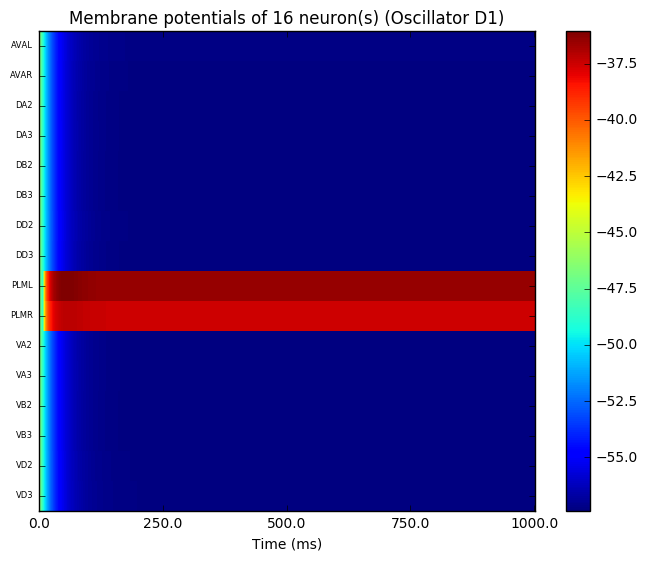 Membrane potentials of 16 neuron(s) (Oscillator D1)
AVAL
AVAR
DA2
DA3
DB2
DB3
DD2
DD3
PLML
PLMR
VA2
VA3
VB2
VB3
VD2
VD3
0.0 250.0 500.0 750.0 1000.0
Time (ms)
−37.5
−40.0
−42.5
−45.0
−47.5
−50.0
−52.5
−55.0